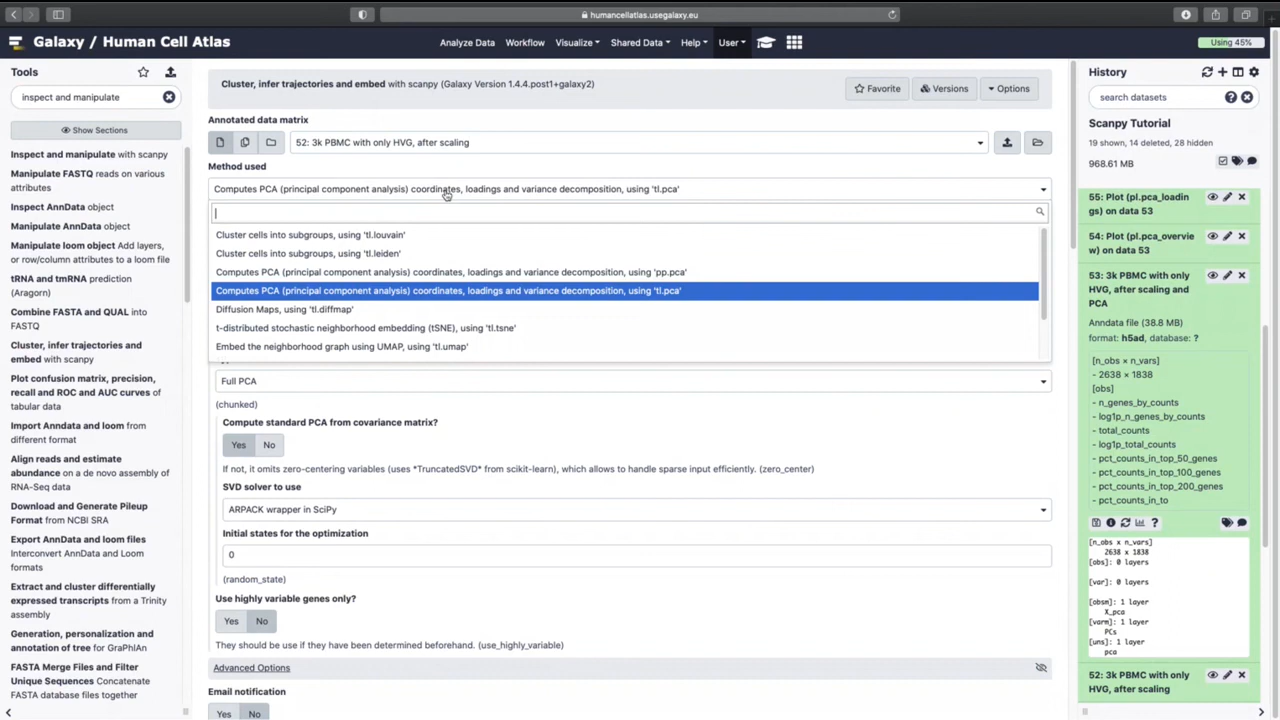 humancellatlas.usegalaxy.eu
Galaxy / Human Cell Atlas
Analyze Data
Workflow
Visualize
Shared Data
Help
User
Using 45%
Tools
inspect and manipulate
Show Sections
Inspect and manipulate with scanpy
Manipulate FASTQ reads on various
attributes
Inspect AnnData object
Manipulate AnnData object
Manipulate loom object Add layers,
or row/column attributes to a loom file
tRNA and tmRNA prediction
(Aragorn)
Combine FASTA and QUAL into
FASTQ
Cluster, infer trajectories and
embed with scanpy
Plot confusion matrix, precision,
recall and ROC and AUC curves of
tabular data
Import Anndata and loom from
different format
Align reads and estimate
abundance on a de novo assembly of
RNA-Seq data
Download and Generate Pileup
Format from NCBI SRA
Export AnnData and loom files
Interconvert AnnData and Loom
formats
Extract and cluster differentially
expressed transcripts from a Trinity
assembly
Generation, personalization and
annotation of tree for GraPhlAn
FASTA Merge Files and Filter
Unique Sequences Concatenate
FASTA database files together
Cluster, infer trajectories and embed with scanpy (Galaxy Version 1.4.4.post1+galaxy2)
Favorite
Versions
Options
Annotated data matrix
52: 3k PBMC with only HVG, after scaling
Method used
Computes PCA (principal component analysis) coordinates, loadings and variance decomposition, using 'tl.pca'
Cluster cells into subgroups, using 'tl.louvain'
Cluster cells into subgroups, using 'tl.leiden'
Computes PCA (principal component analysis) coordinates, loadings and variance decomposition, using 'pp.pca'
Computes PCA (principal component analysis) coordinates, loadings and variance decomposition, using 'tl.pca'
Diffusion Maps, using 'tl.diffmap'
t-distributed stochastic neighborhood embedding (tSNE), using 'tl.tsne'
Embed the neighborhood graph using UMAP, using 'tl.umap'
Full PCA
(chunked)
Compute standard PCA from covariance matrix?
Yes No
If not, it omits zero-centering variables (uses *TruncatedSVD* from scikit-learn), which allows to handle sparse input efficiently. (zero_center)
SVD solver to use
ARPACK wrapper in SciPy
Initial states for the optimization
0
(random_state)
Use highly variable genes only?
Yes No
They should be use if they have been determined beforehand. (use_highly_variable)
Advanced Options
Email notification
Yes No
History
search datasets
Scanpy Tutorial
19 shown, 14 deleted, 28 hidden
968.61 MB
55: Plot (pl.pca_loadin
gs) on data 53
54: Plot (pl.pca_overvie
w) on data 53
53: 3k PBMC with only
HVG, after scaling and
PCA
Anndata file (38.8 MB)
format: h5ad, database: ?
[n_obs × n_vars]
- 2638 × 1838
[obs]
- n_genes_by_counts
- log1p_n_genes_by_counts
- total_counts
- log1p_total_counts
- pct_counts_in_top_50_genes
- pct_counts_in_top_100_genes
- pct_counts_in_top_200_genes
- pct_counts_in_to
[n_obs x n_vars]
2638 x 1838
[obs]: 0 layers
[var]: 0 layers
[obsm]: 1 layer
X_pca
[varm]: 1 layer
PCs
[uns]: 1 layer
pca
52: 3k PBMC with only
HVG, after scaling